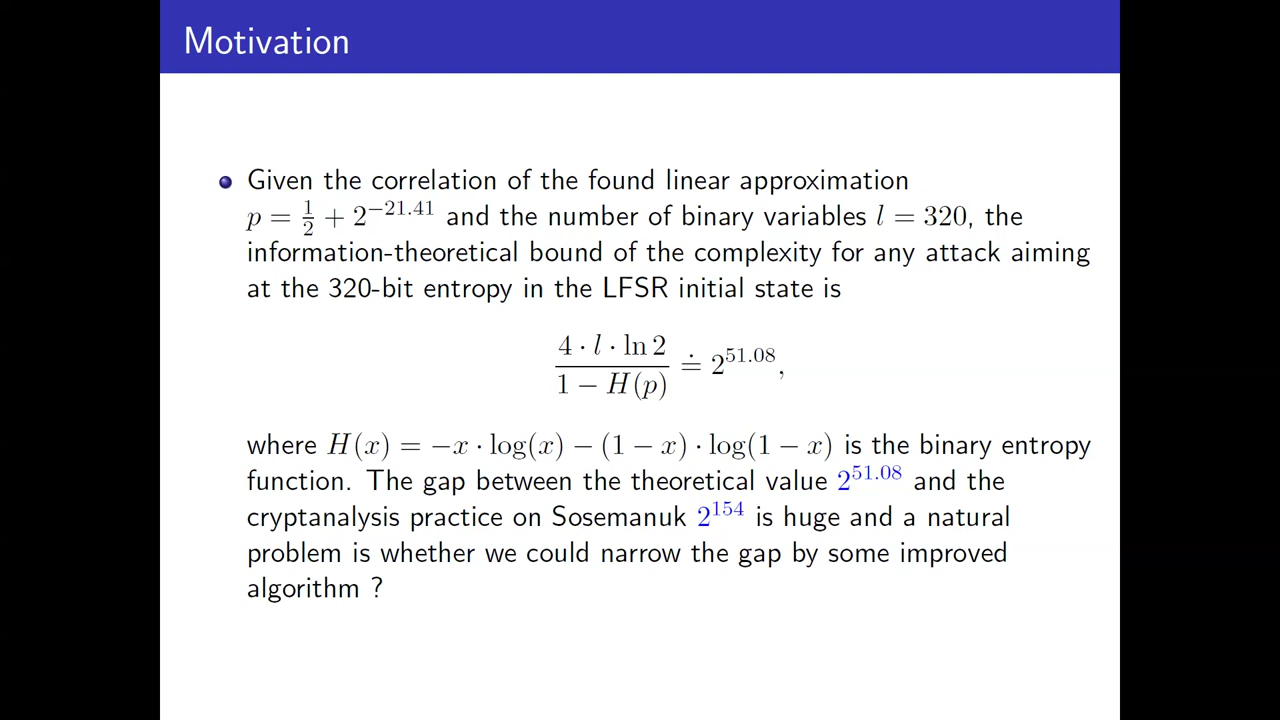 Motivation
Given the correlation of the found linear approximation
p = 1/2 + 2^{−21.41} and the number of binary variables l = 320, the
information-theoretical bound of the complexity for any attack aiming
at the 320-bit entropy in the LFSR initial state is
(4 · l · ln 2) / (1 − H(p)) ≐ 2^{51.08},
where H(x) = −x · log(x) − (1 − x) · log(1 − x) is the binary entropy
function. The gap between the theoretical value 2^{51.08} and the
cryptanalysis practice on Sosemanuk 2^{154} is huge and a natural
problem is whether we could narrow the gap by some improved
algorithm ?